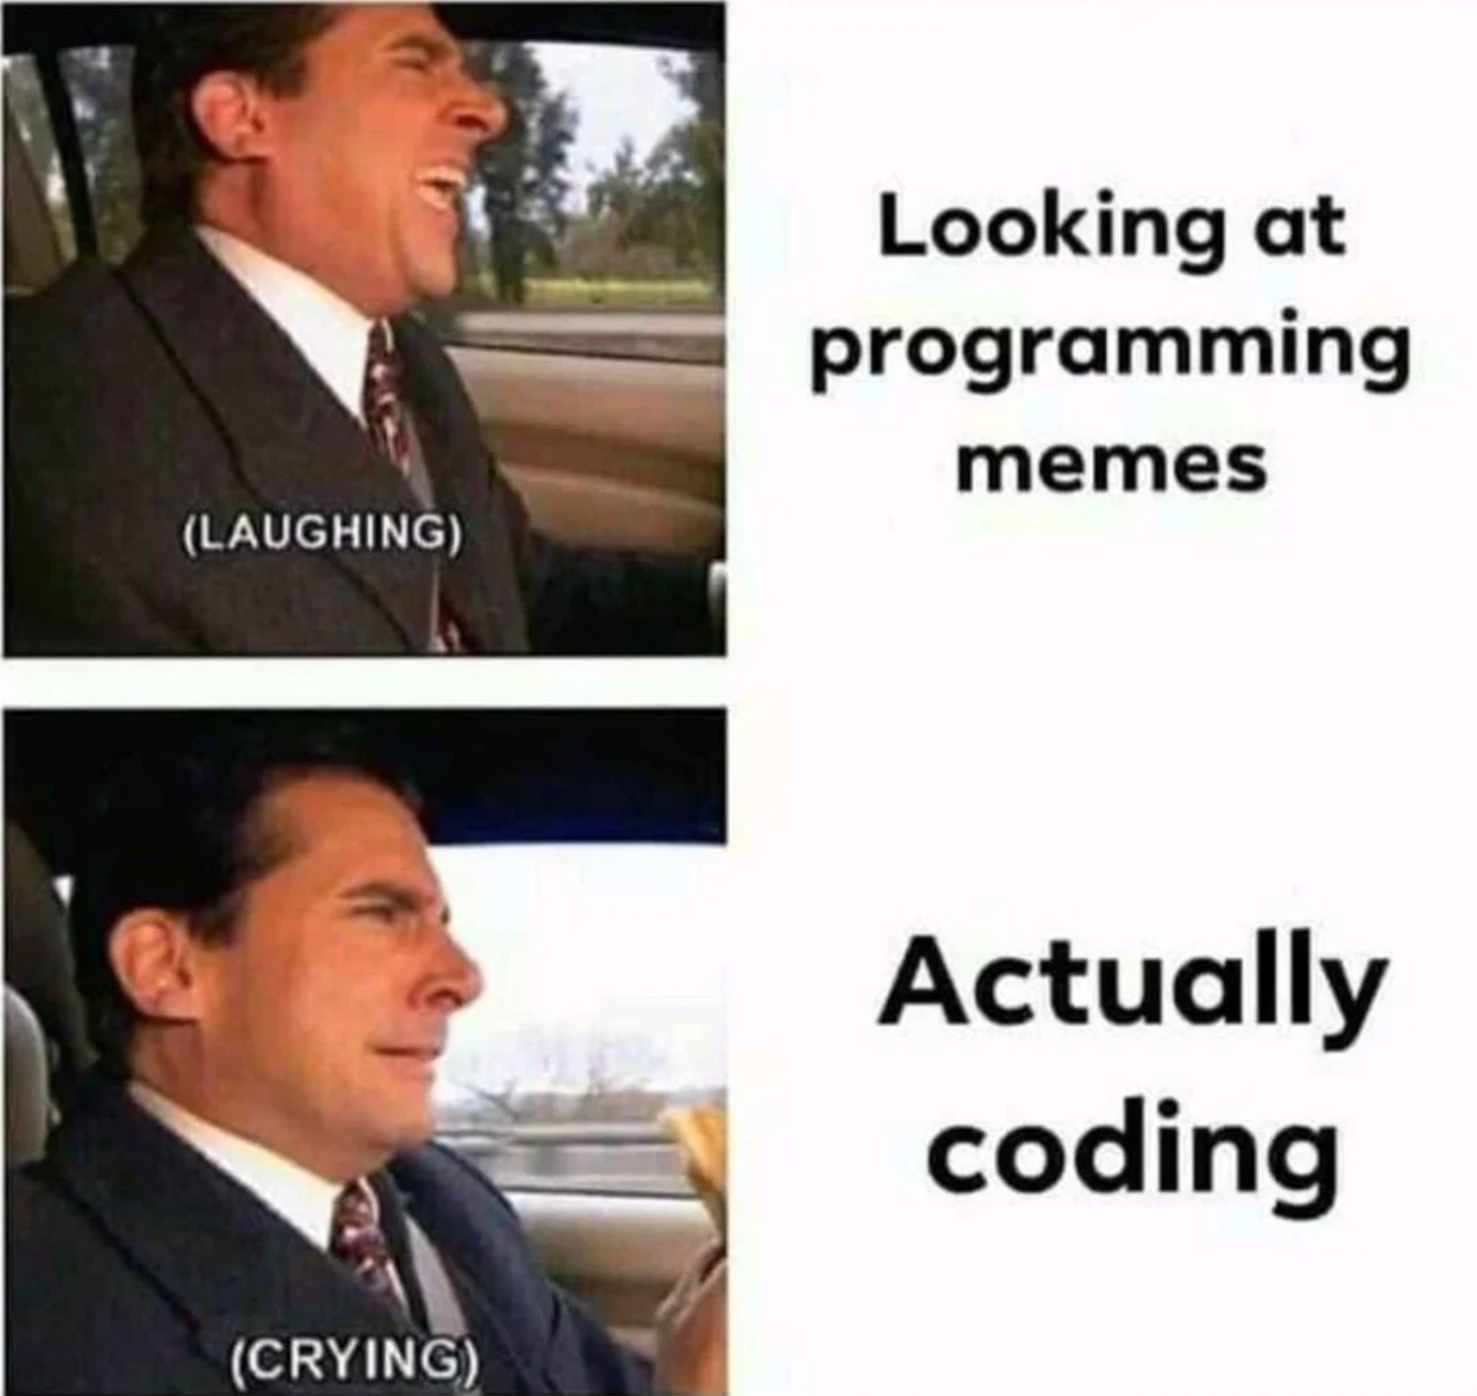 Looking at
programming
memes
(LAUGHING)
Actually
coding
(CRYING)